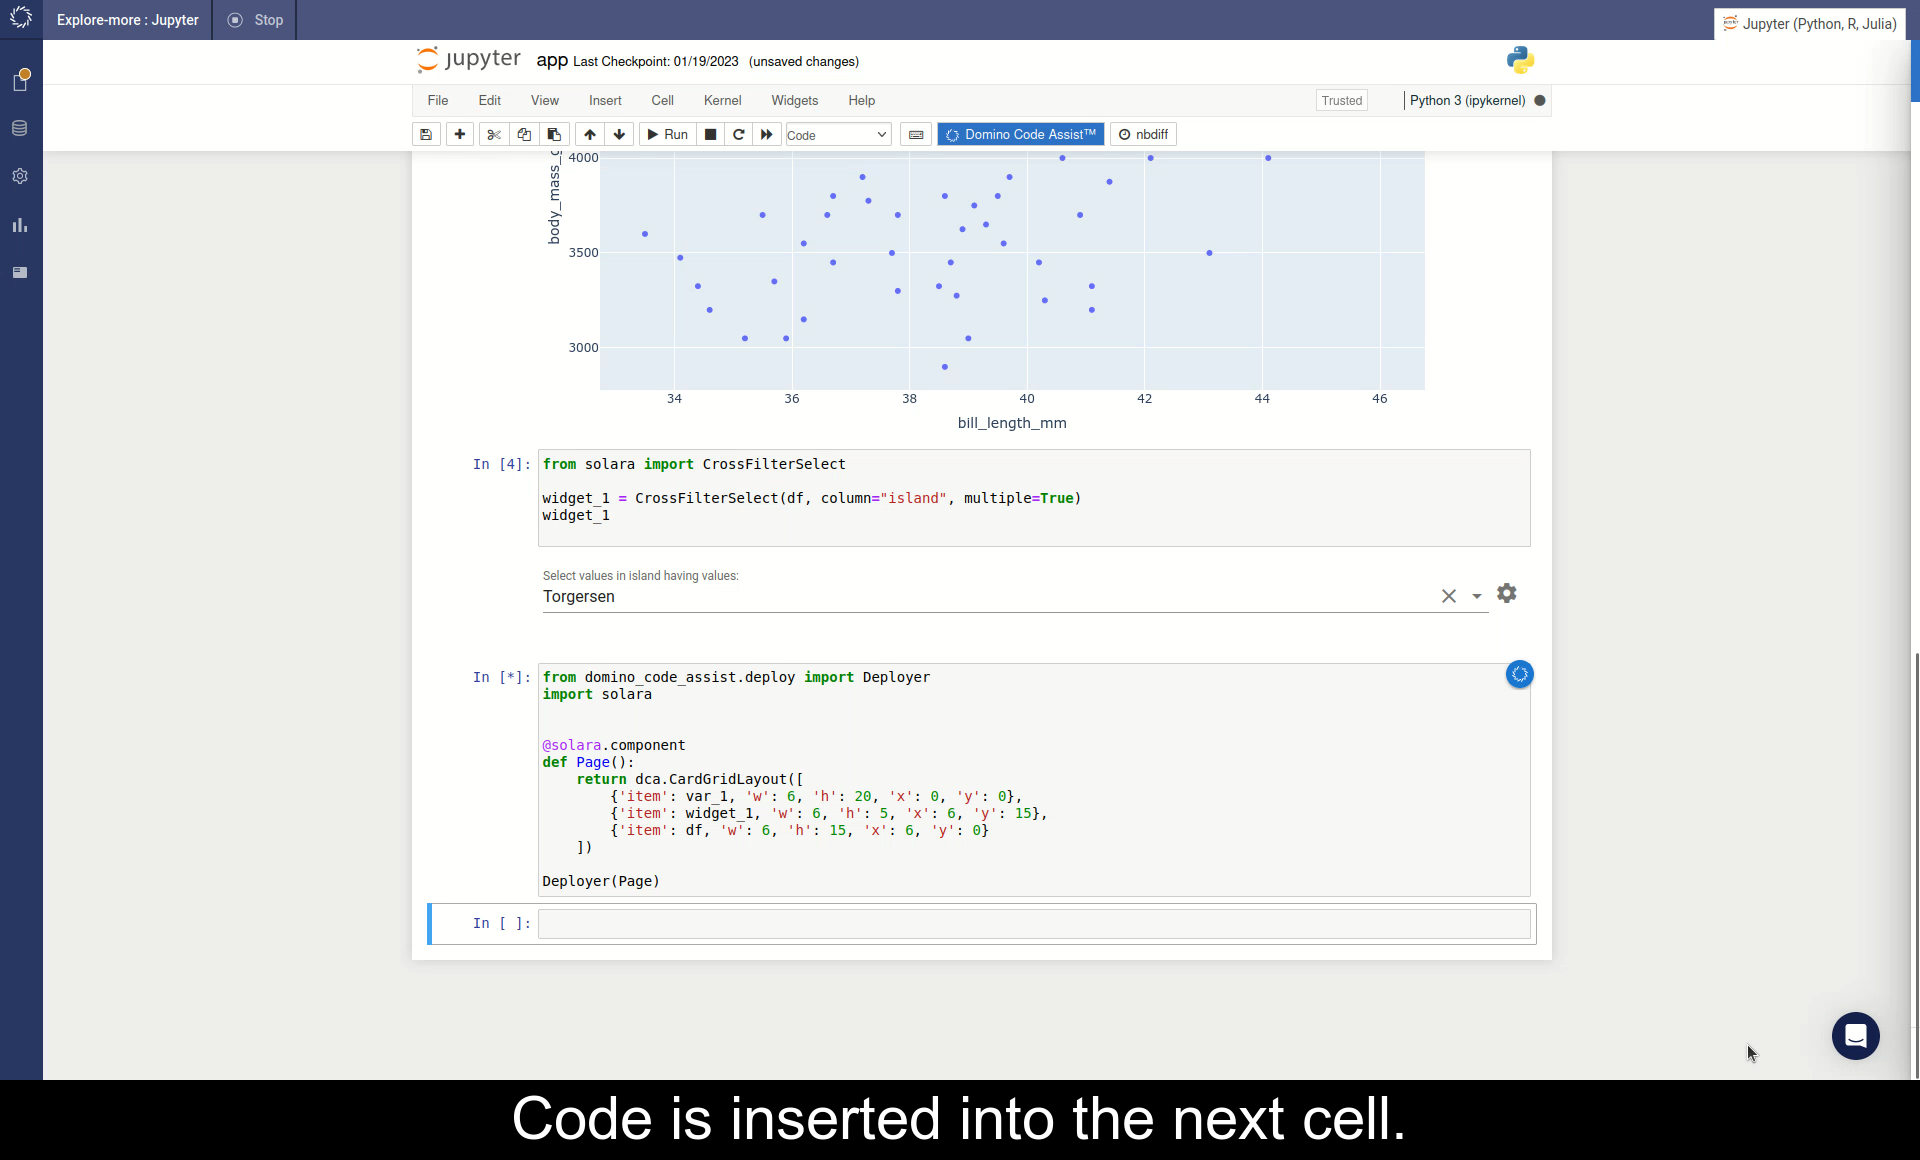 Explore-more : Jupyter
Stop
Jupyter (Python, R, Julia)
jupyter app Last Checkpoint: 01/19/2023 (unsaved changes)
File Edit View Insert Cell Kernel Widgets Help
Trusted
Python 3 (ipykernel)
Run
Code
Domino Code Assist™
nbdiff
4000
3500
3000
34 36 38 40 42 44 46
bill_length_mm
In [4]:
from solara import CrossFilterSelect
widget_1 = CrossFilterSelect(df, column="island", multiple=True)
widget_1
Select values in island having values:
Torgersen
In [*]:
from domino_code_assist.deploy import Deployer
import solara
@solara.component
def Page():
    return dca.CardGridLayout([
        {'item': var_1, 'w': 6, 'h': 20, 'x': 0, 'y': 0},
        {'item': widget_1, 'w': 6, 'h': 5, 'x': 6, 'y': 15},
        {'item': df, 'w': 6, 'h': 15, 'x': 6, 'y': 0}
    ])
Deployer(Page)
In [ ]:
Code is inserted into the next cell.